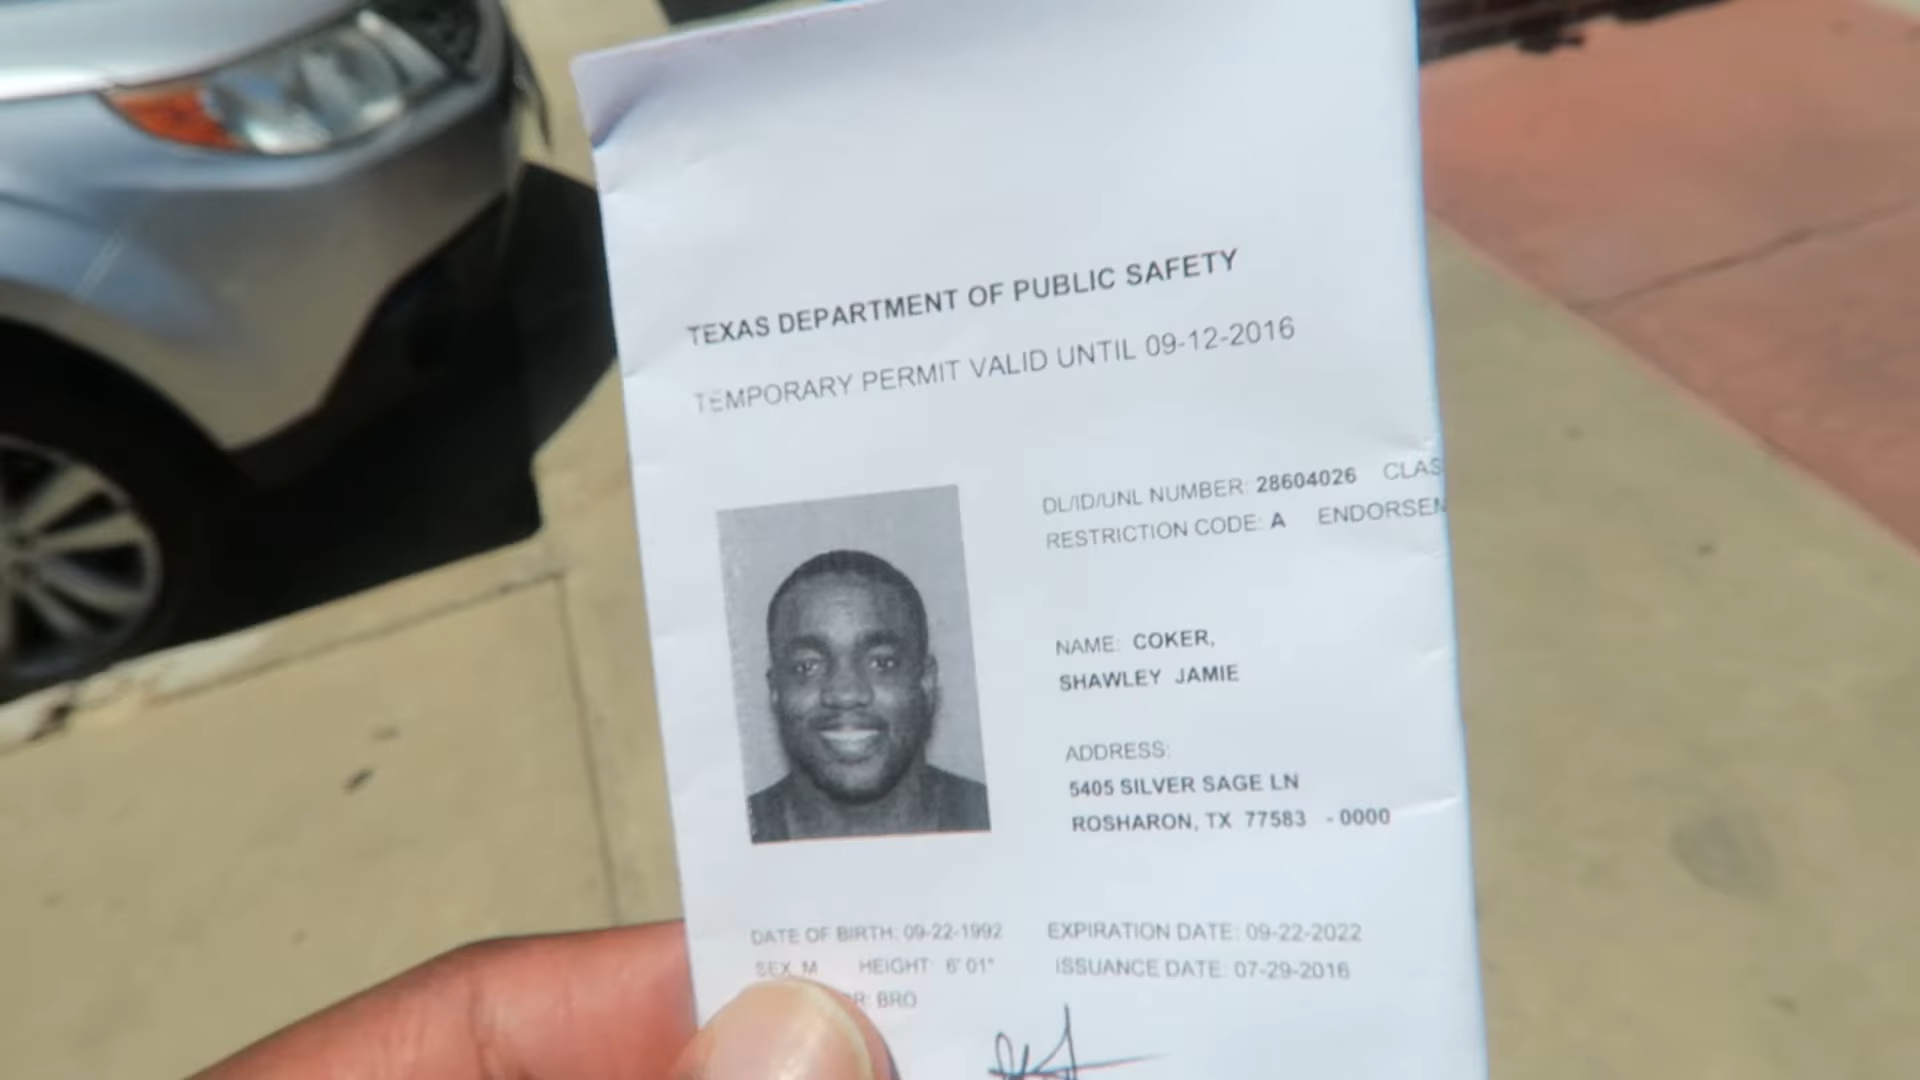 TEXAS DEPARTMENT OF PUBLIC SAFETY
TEMPORARY PERMIT VALID UNTIL 09-12-2016
DL/ID/UNL NUMBER: 28604026 CLAS
RESTRICTION CODE: A ENDORSEM
NAME: COKER,
SHAWLEY JAMIE
ADDRESS:
5405 SILVER SAGE LN
ROSHARON, TX 77583 - 0000
DATE OF BIRTH: 09-22-1992 EXPIRATION DATE: 09-22-2022
SEX M HEIGHT: 6' 01" ISSUANCE DATE: 07-29-2016
R: BRO